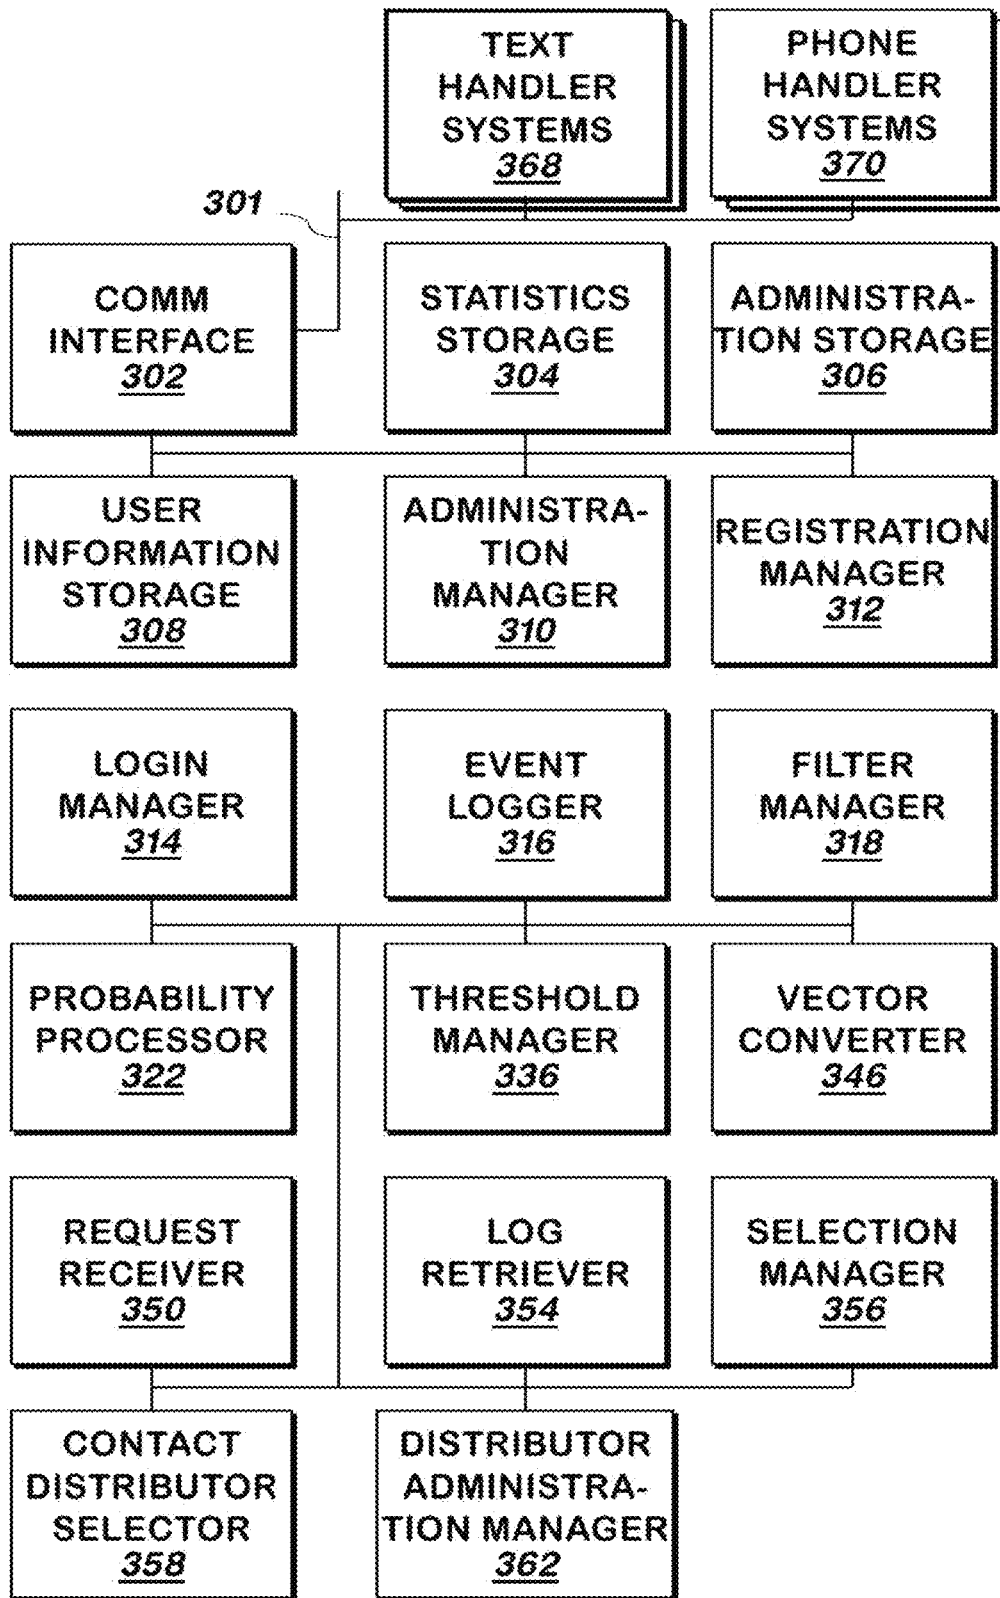 TEXT
HANDLER
SYSTEMS
368
PHONE
HANDLER
SYSTEMS
370
301
COMM
INTERFACE
302
STATISTICS
STORAGE
304
ADMINISTRA-
TION STORAGE
306
USER
INFORMATION
STORAGE
308
ADMINISTRA-
TION
MANAGER
310
REGISTRATION
MANAGER
312
LOGIN
MANAGER
314
EVENT
LOGGER
316
FILTER
MANAGER
318
PROBABILITY
PROCESSOR
322
THRESHOLD
MANAGER
336
VECTOR
CONVERTER
346
REQUEST
RECEIVER
350
LOG
RETRIEVER
354
SELECTION
MANAGER
356
CONTACT
DISTRIBUTOR
SELECTOR
358
DISTRIBUTOR
ADMINISTRA-
TION MANAGER
362